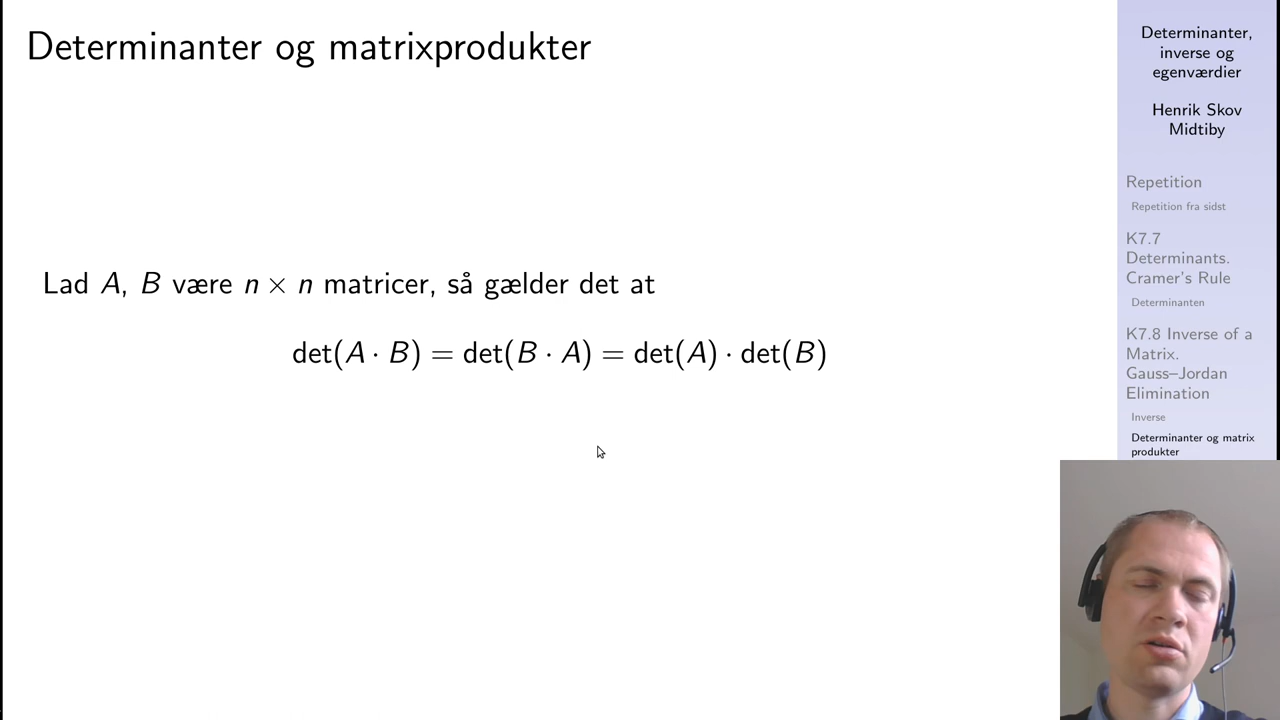 Determinanter og matrixprodukter
Lad A, B være n × n matricer, så gælder det at
det(A · B) = det(B · A) = det(A) · det(B)
Determinanter,
inverse og
egenværdier
Henrik Skov
Midtiby
Repetition
Repetition fra sidst
K7.7
Determinants.
Cramer's Rule
Determinanten
K7.8 Inverse of a
Matrix.
Gauss–Jordan
Elimination
Inverse
Determinanter og matrix
produkter